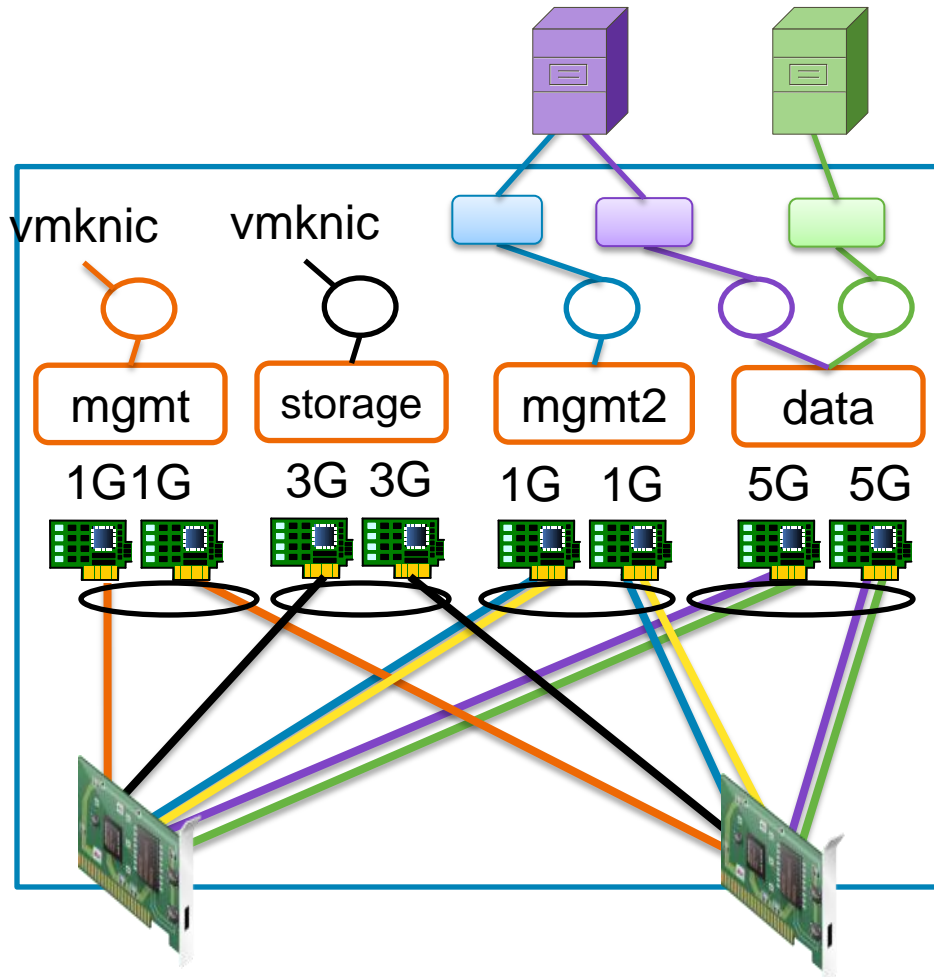 vmknic
vmknic
mgmt
storage
mgmt2
data
1G1G
3G 3G
1G 1G
5G 5G